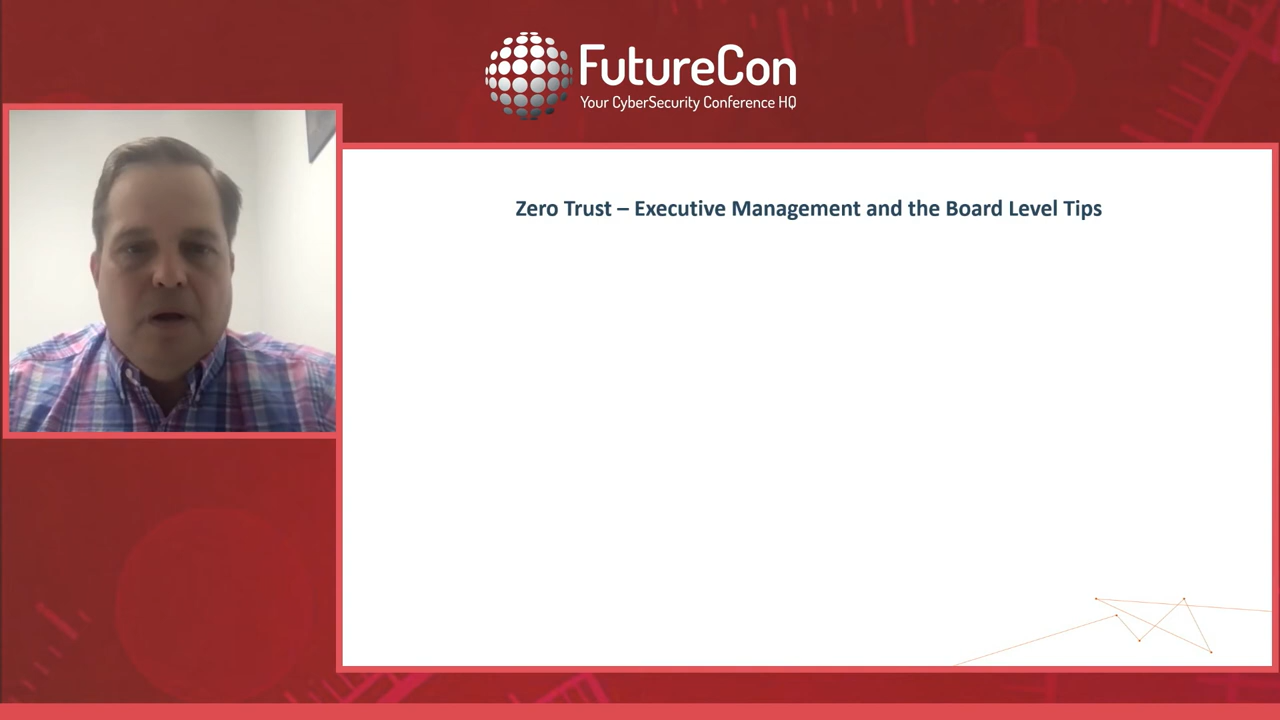 FutureCon
Your CyberSecurity Conference HQ
Zero Trust – Executive Management and the Board Level Tips